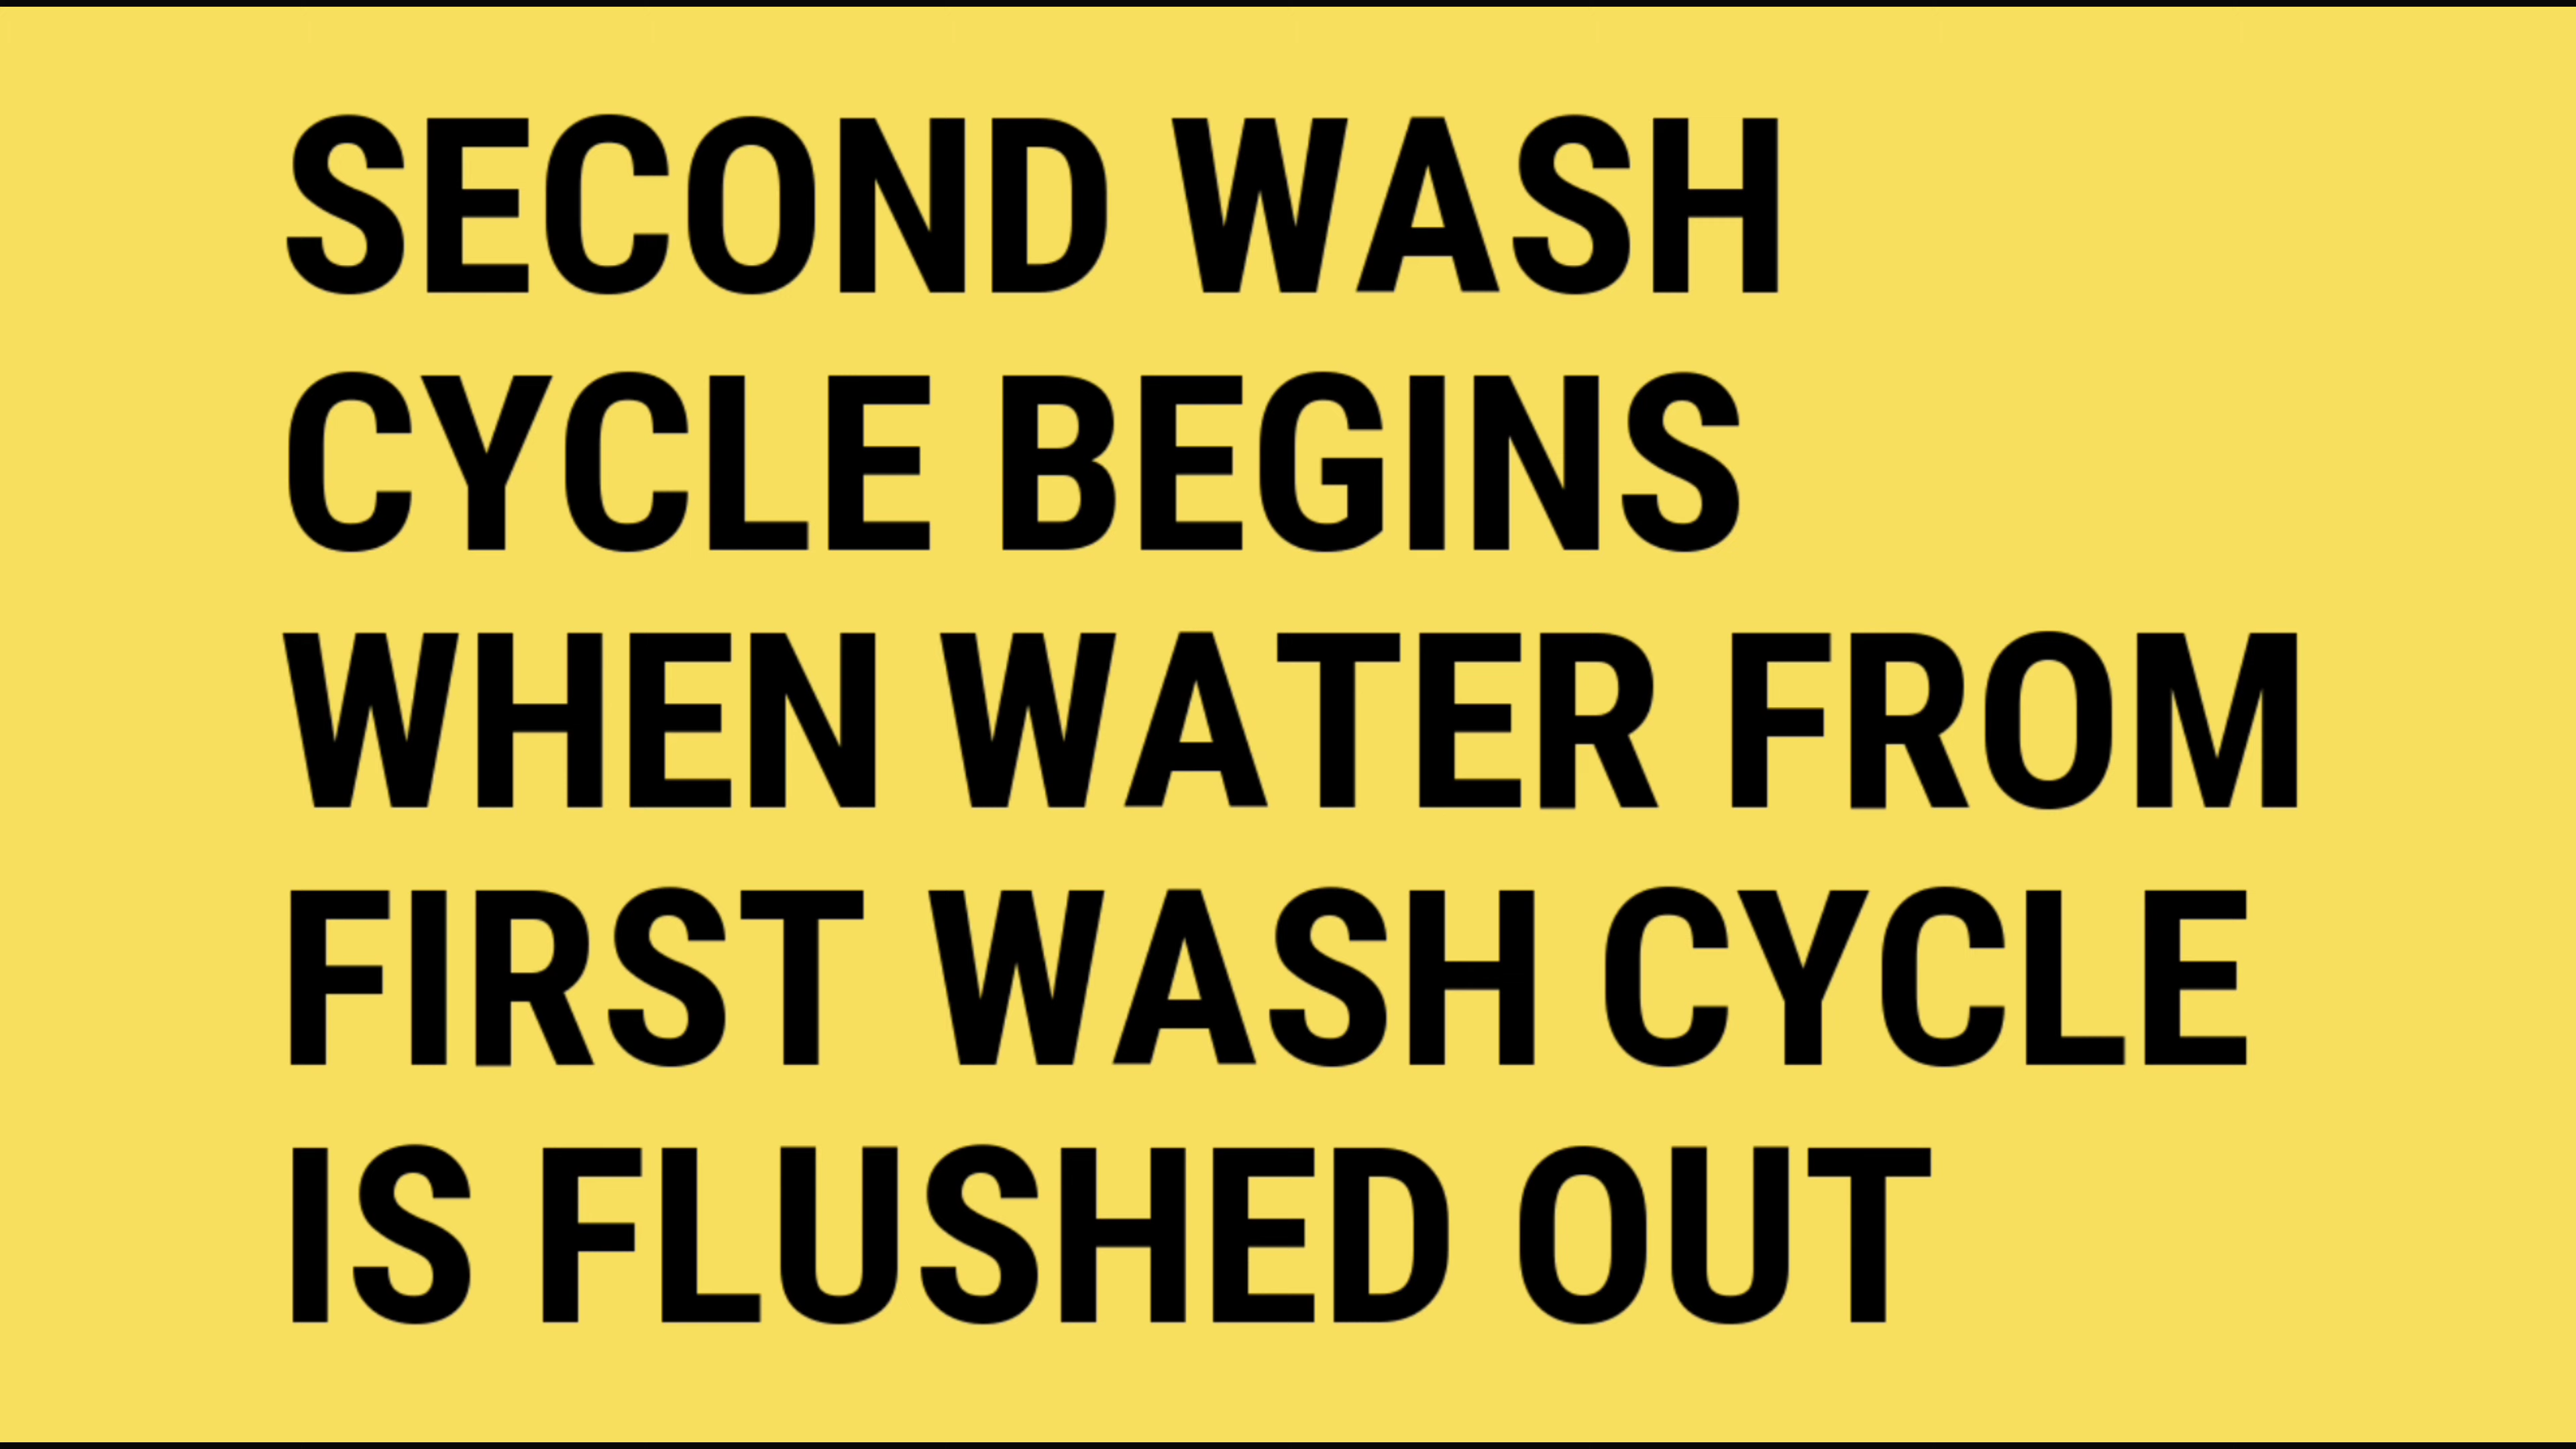 SECOND WASH
CYCLE BEGINS
WHEN WATER FROM
FIRST WASH CYCLE
IS FLUSHED OUT